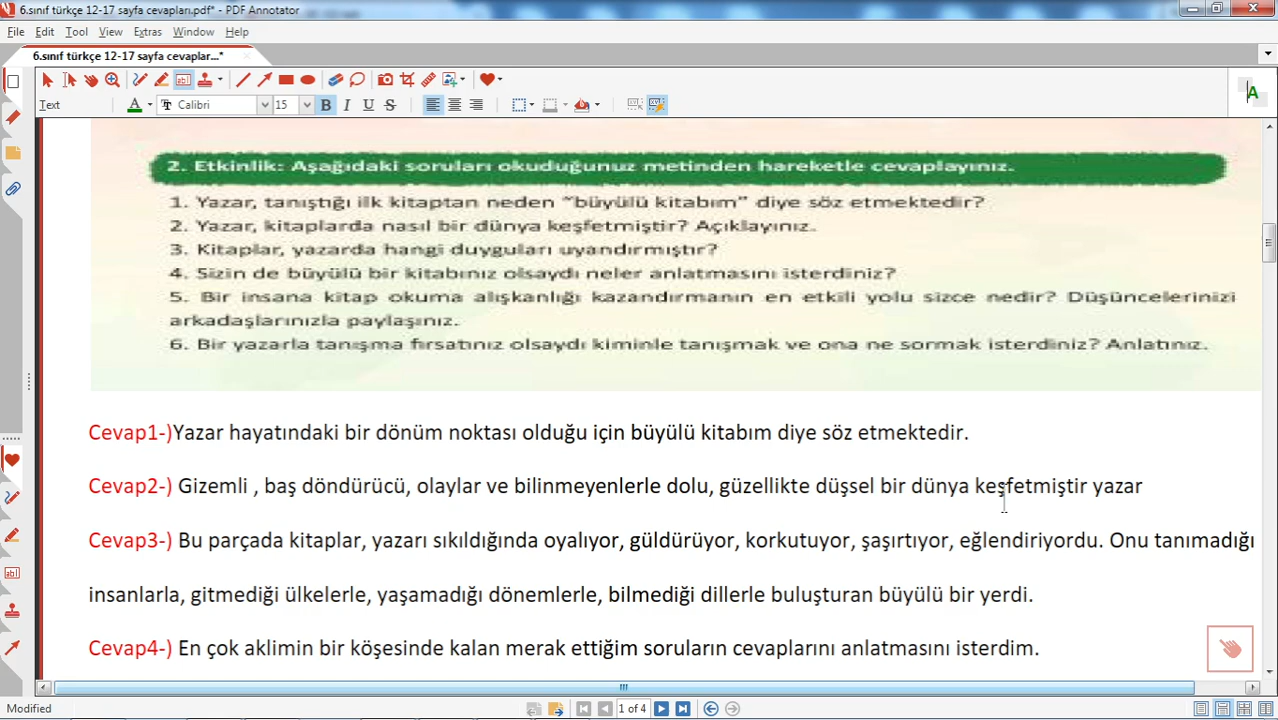 6.sınıf türkçe 12-17 sayfa cevapları.pdf* - PDF Annotator
File Edit Tool View Extras Window Help
6.sınıf türkçe 12-17 sayfa cevaplar...*
Text A Calibri 15 B I U S
A
2. Etkinlik: Aşağıdaki soruları okuduğunuz metinden hareketle cevaplayınız.
1. Yazar, tanıştığı ilk kitaptan neden “büyülü kitabım” diye söz etmektedir?
2. Yazar, kitaplarda nasıl bir dünya keşfetmiştir? Açıklayınız.
3. Kitaplar, yazarda hangi duyguları uyandırmıştır?
4. Sizin de büyülü bir kitabınız olsaydı neler anlatmasını isterdiniz?
5. Bir insana kitap okuma alışkanlığı kazandırmanın en etkili yolu sizce nedir? Düşüncelerinizi
arkadaşlarınızla paylaşınız.
6. Bir yazarla tanışma fırsatınız olsaydı kiminle tanışmak ve ona ne sormak isterdiniz? Anlatınız.
Cevap1-)Yazar hayatındaki bir dönüm noktası olduğu için büyülü kitabım diye söz etmektedir.
Cevap2-) Gizemli , baş döndürücü, olaylar ve bilinmeyenlerle dolu, güzellikte düşsel bir dünya keşfetmiştir yazar
Cevap3-) Bu parçada kitaplar, yazarı sıkıldığında oyalıyor, güldürüyor, korkutuyor, şaşırtıyor, eğlendiriyordu. Onu tanımadığı
insanlarla, gitmediği ülkelerle, yaşamadığı dönemlerle, bilmediği dillerle buluşturan büyülü bir yerdi.
Cevap4-) En çok aklimin bir köşesinde kalan merak ettiğim soruların cevaplarını anlatmasını isterdim.
Modified 1 of 4